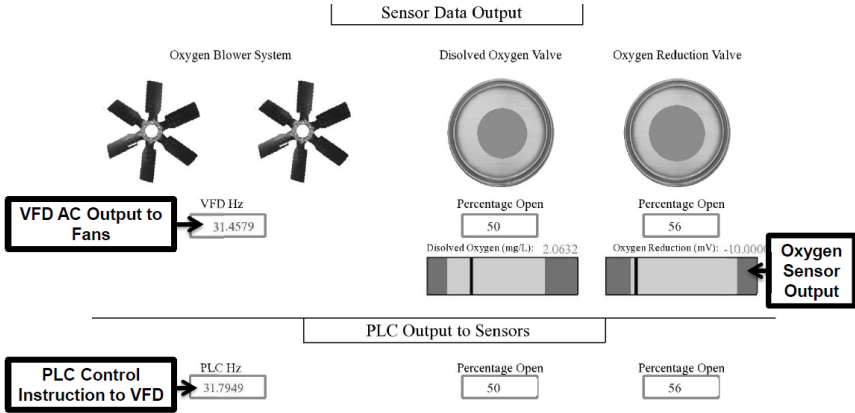 Sensor Data Output
Oxygen Blower System
Disolved Oxygen Valve
Oxygen Reduction Valve
VFD AC Output to
Fans
VFD Hz
31.4579
Percentage Open
50
Percentage Open
56
Disolved Oxygen (mg/L): 2.0632
Oxygen Reduction (mV): -10.0000
Oxygen
Sensor
Output
PLC Output to Sensors
PLC Control
Instruction to VFD
PLC Hz
31.7949
Percentage Open
50
Percentage Open
56